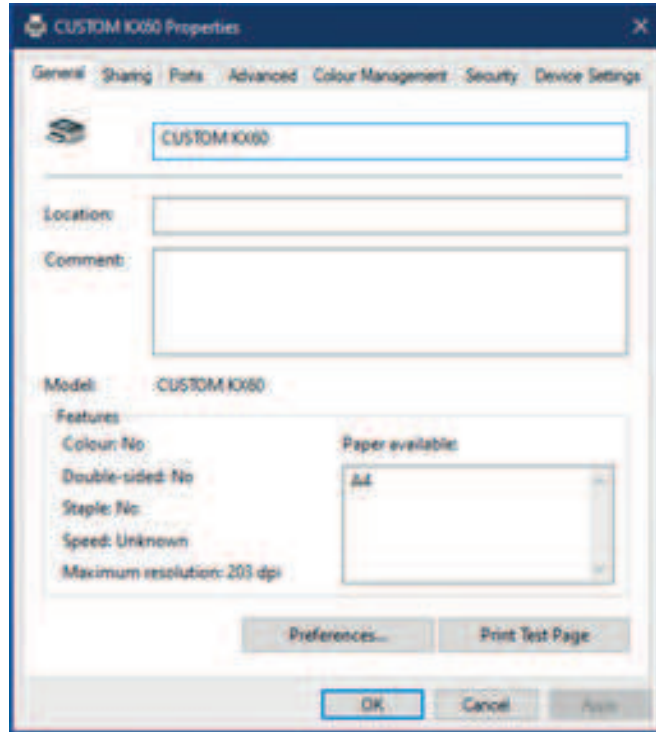 CUSTOM KX60 Properties
General Sharing Ports Advanced Colour Management Security Device Settings
CUSTOM KX60
Location:
Comment:
Model: CUSTOM KX60
Features
Colour: No
Paper available:
Double-sided: No
A4
Staple: No
Speed: Unknown
Maximum resolution: 203 dpi
Preferences...
Print Test Page
OK
Cancel
Apply